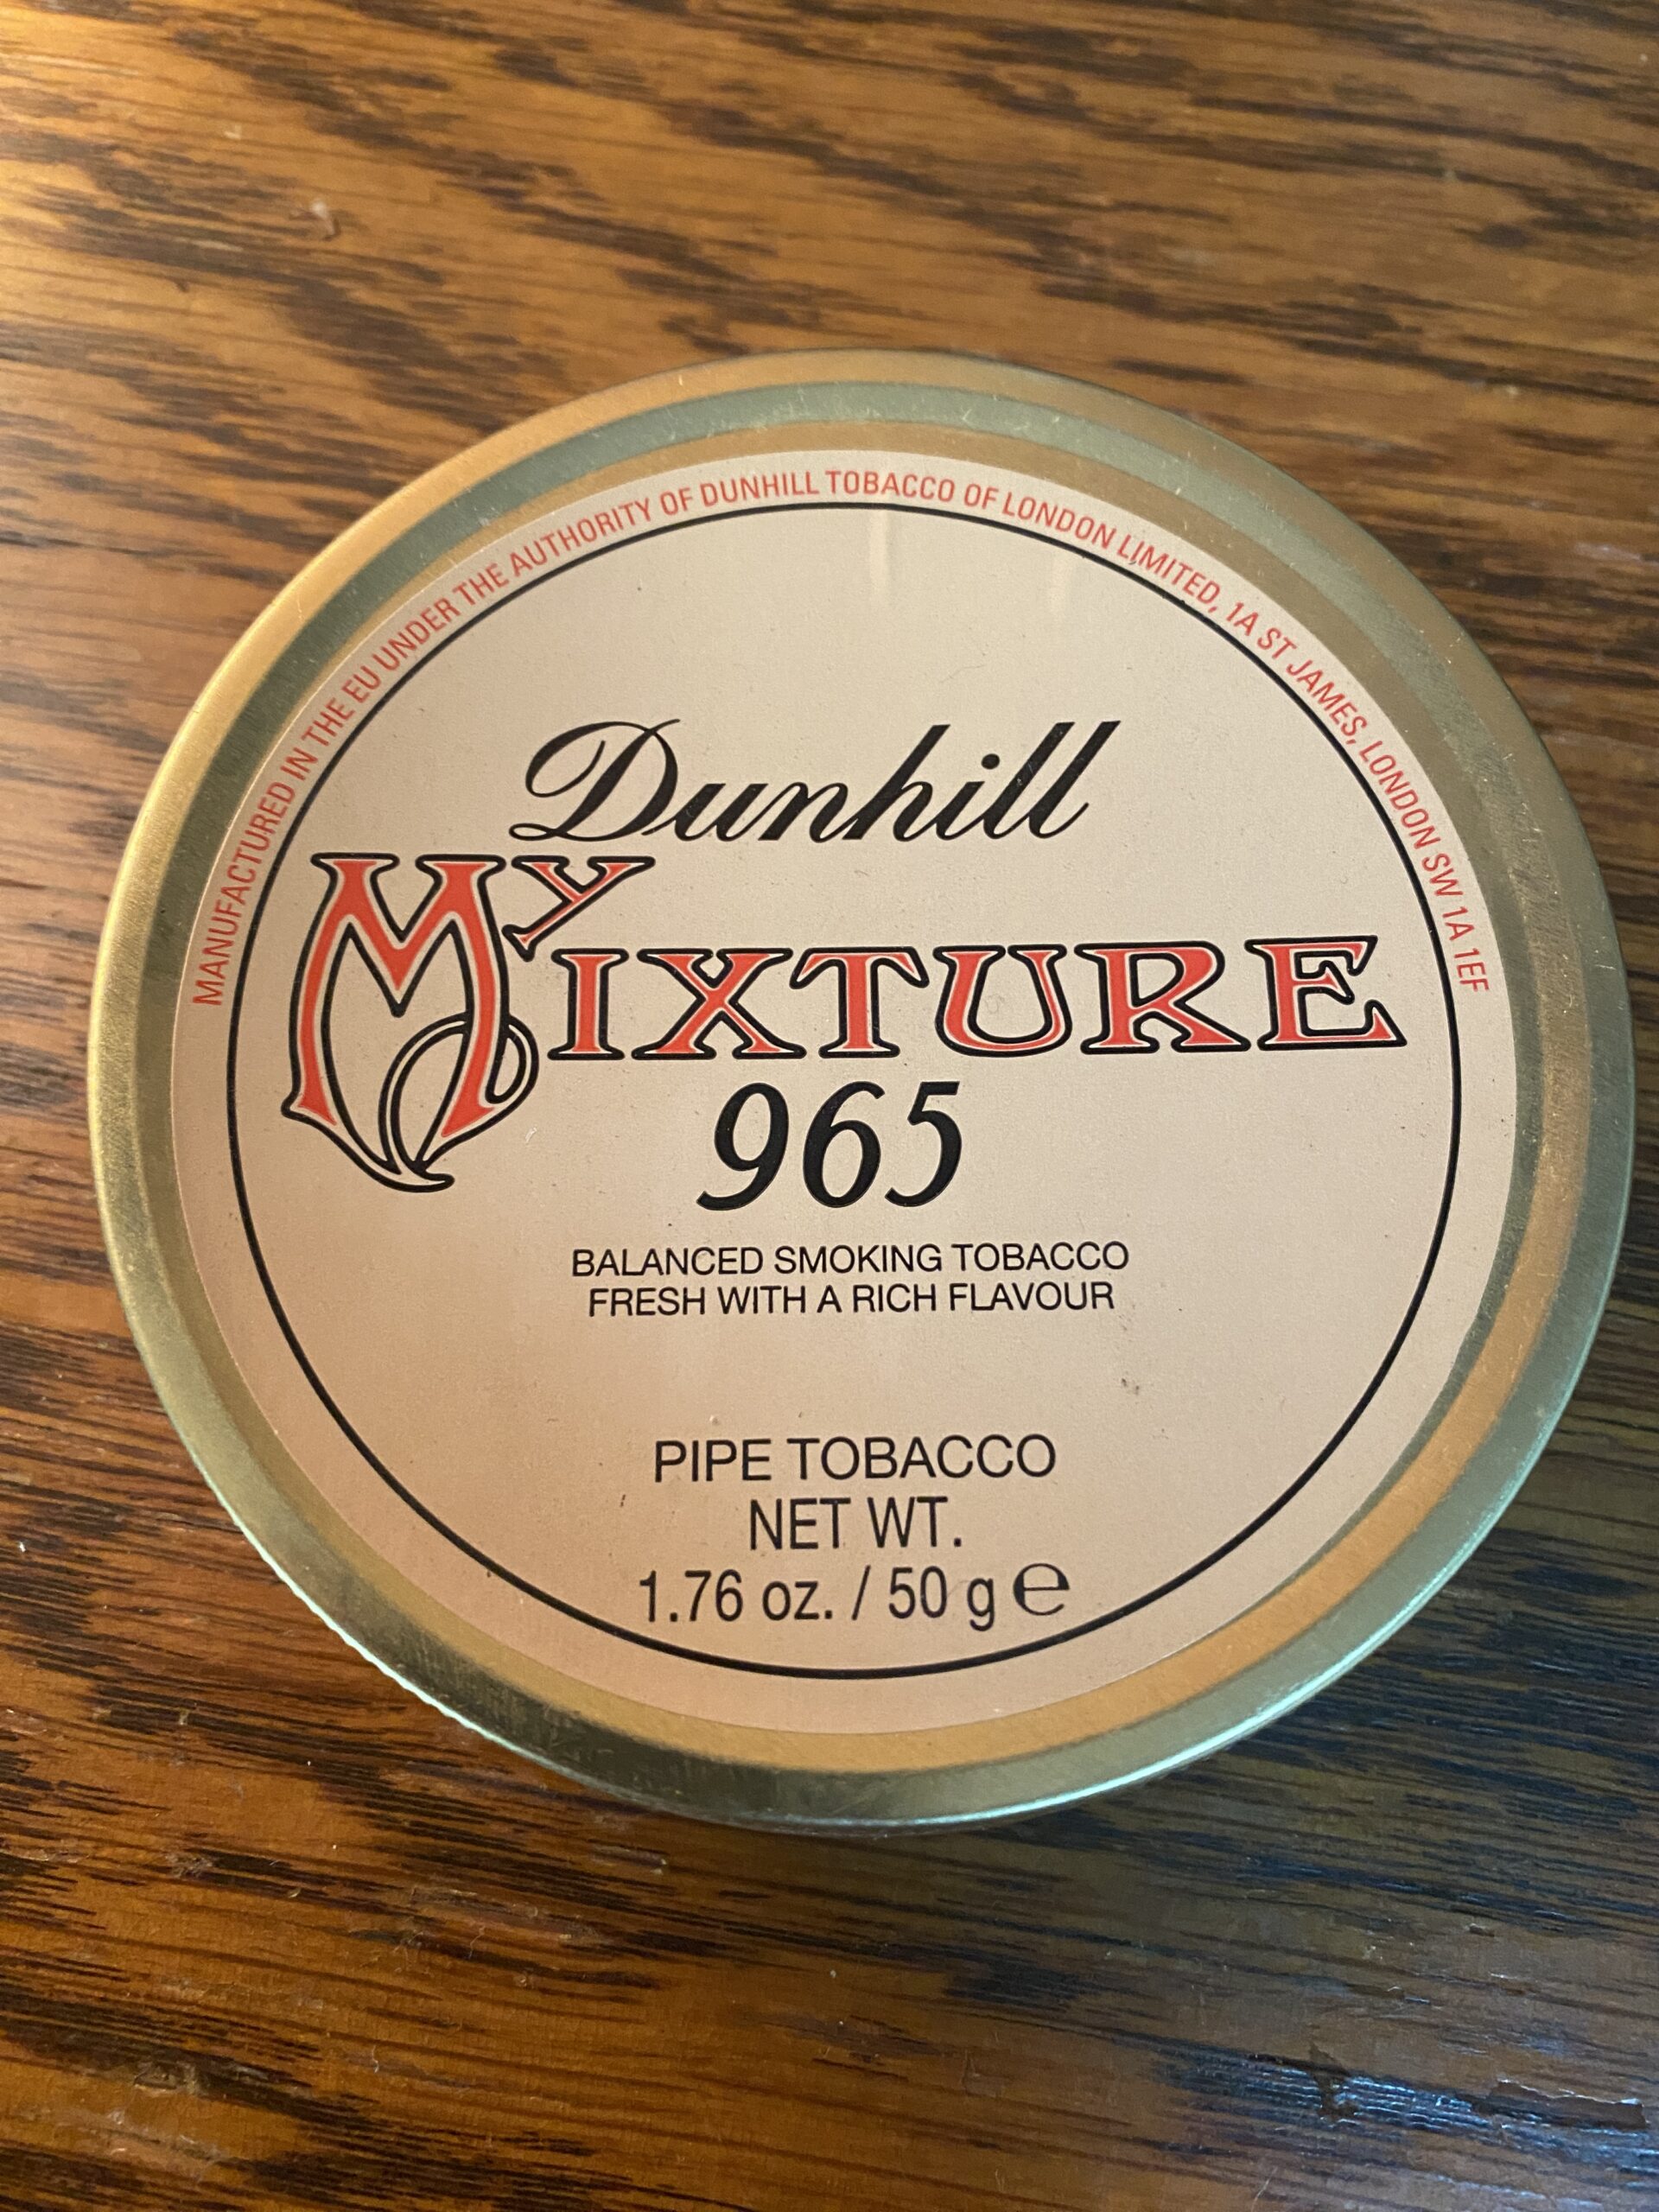 MANUFACTURED IN THE EU UNDER THE AUTHORITY OF DUNHILL TOBACCO OF LONDON LIMITED, 1A ST JAMES, LONDON SW 1A 1EF
Dunhill
My MIXTURE
965
BALANCED SMOKING TOBACCO
FRESH WITH A RICH FLAVOUR
PIPE TOBACCO
NET WT.
1.76 oz. / 50 g ℮